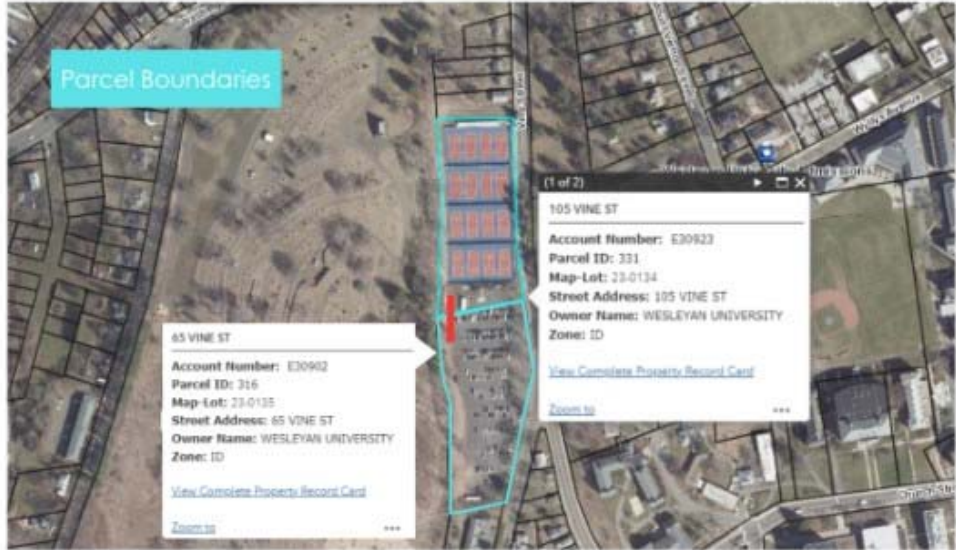 Parcel Boundaries
Vine Street
(1 of 2)
105 VINE ST
Account Number: E30923
Parcel ID: 331
Map-Lot: 23-0134
Street Address: 105 VINE ST
Owner Name: WESLEYAN UNIVERSITY
Zone: ID
View Complete Property Record Card
Zoom to
65 VINE ST
Account Number: E30902
Parcel ID: 316
Map-Lot: 23-0135
Street Address: 65 VINE ST
Owner Name: WESLEYAN UNIVERSITY
Zone: ID
View Complete Property Record Card
Zoom to